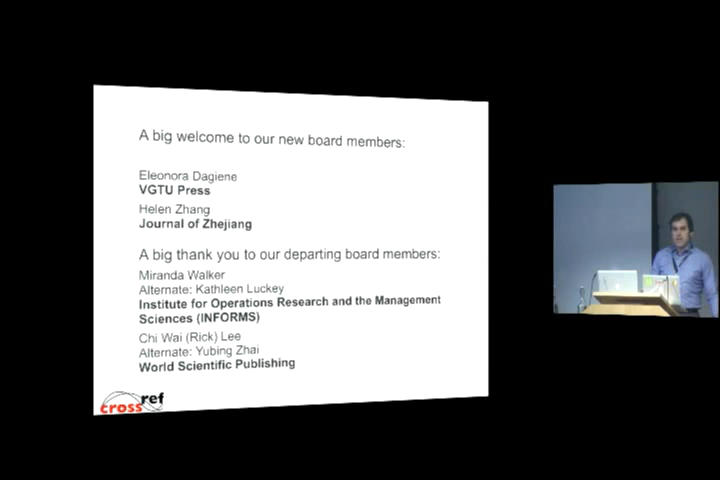 A big welcome to our new board members:
Eleonora Dagiene
VGTU Press
Helen Zhang
Journal of Zhejiang
A big thank you to our departing board members:
Miranda Walker
Alternate: Kathleen Luckey
Institute for Operations Research and the Management
Sciences (INFORMS)
Chi Wai (Rick) Lee
Alternate: Yubing Zhai
World Scientific Publishing
crossref